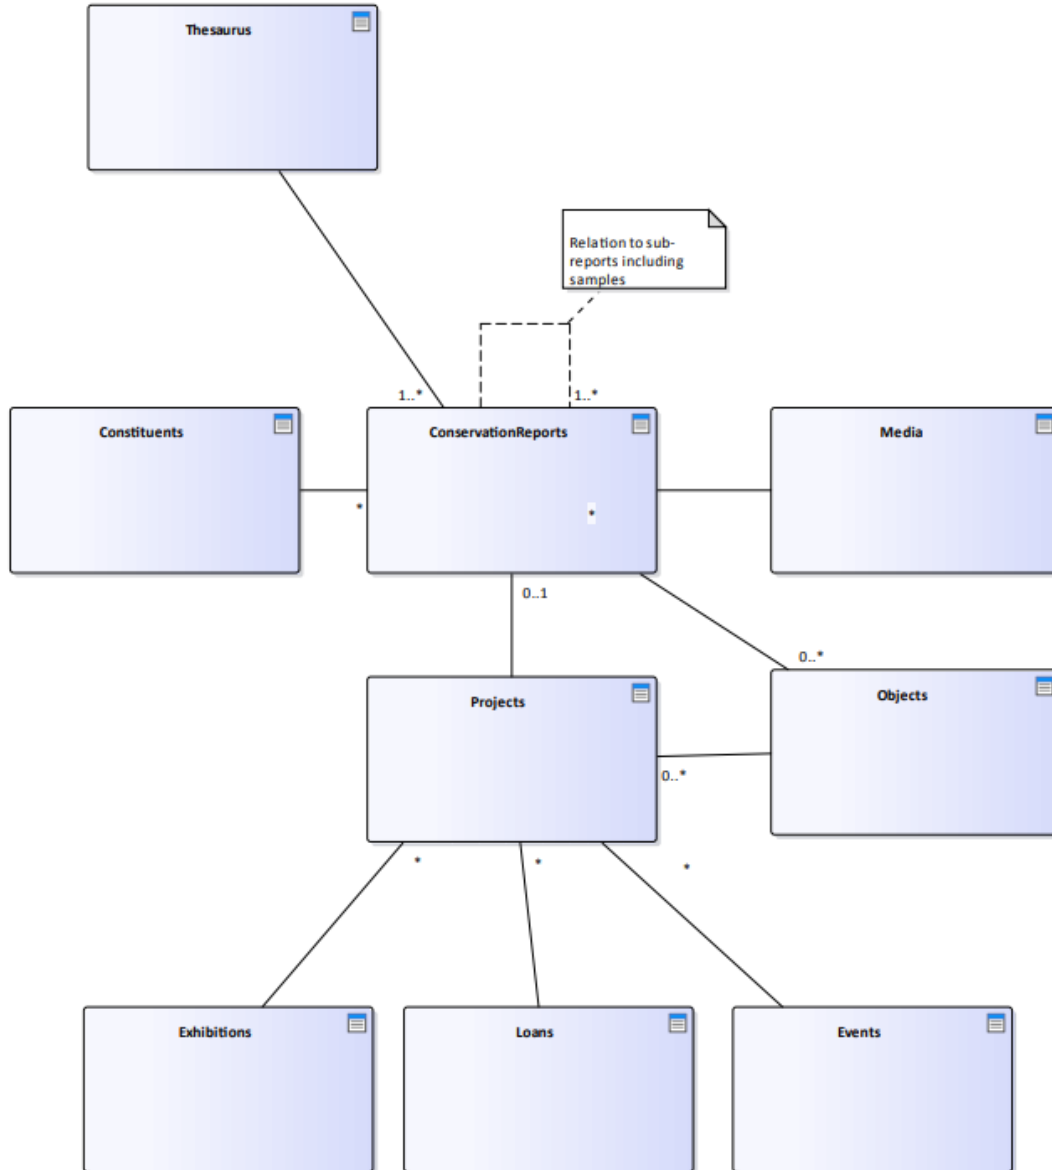 Thesaurus
Relation to sub-
reports including
samples
1..*
1..*
Constituents
ConservationReports
Media
*
*
0..1
0..*
Projects
Objects
0..*
*
*
*
Exhibitions
Loans
Events